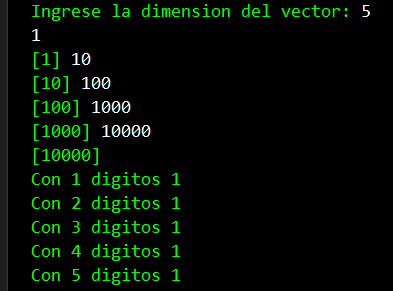 Ingrese la dimension del vector: 5
1
[1] 10
[10] 100
[100] 1000
[1000] 10000
[10000]
Con 1 digitos 1
Con 2 digitos 1
Con 3 digitos 1
Con 4 digitos 1
Con 5 digitos 1